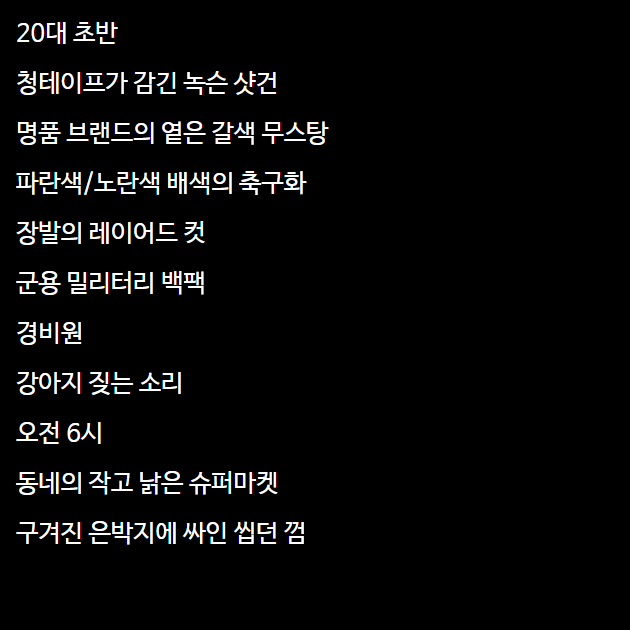 20대 초반
청테이프가 감긴 녹슨 샷건
명품 브랜드의 옅은 갈색 무스탕
파란색/노란색 배색의 축구화
장발의 레이어드 컷
군용 밀리터리 백팩
경비원
강아지 짖는 소리
오전 6시
동네의 작고 낡은 슈퍼마켓
구겨진 은박지에 싸인 씹던 껌